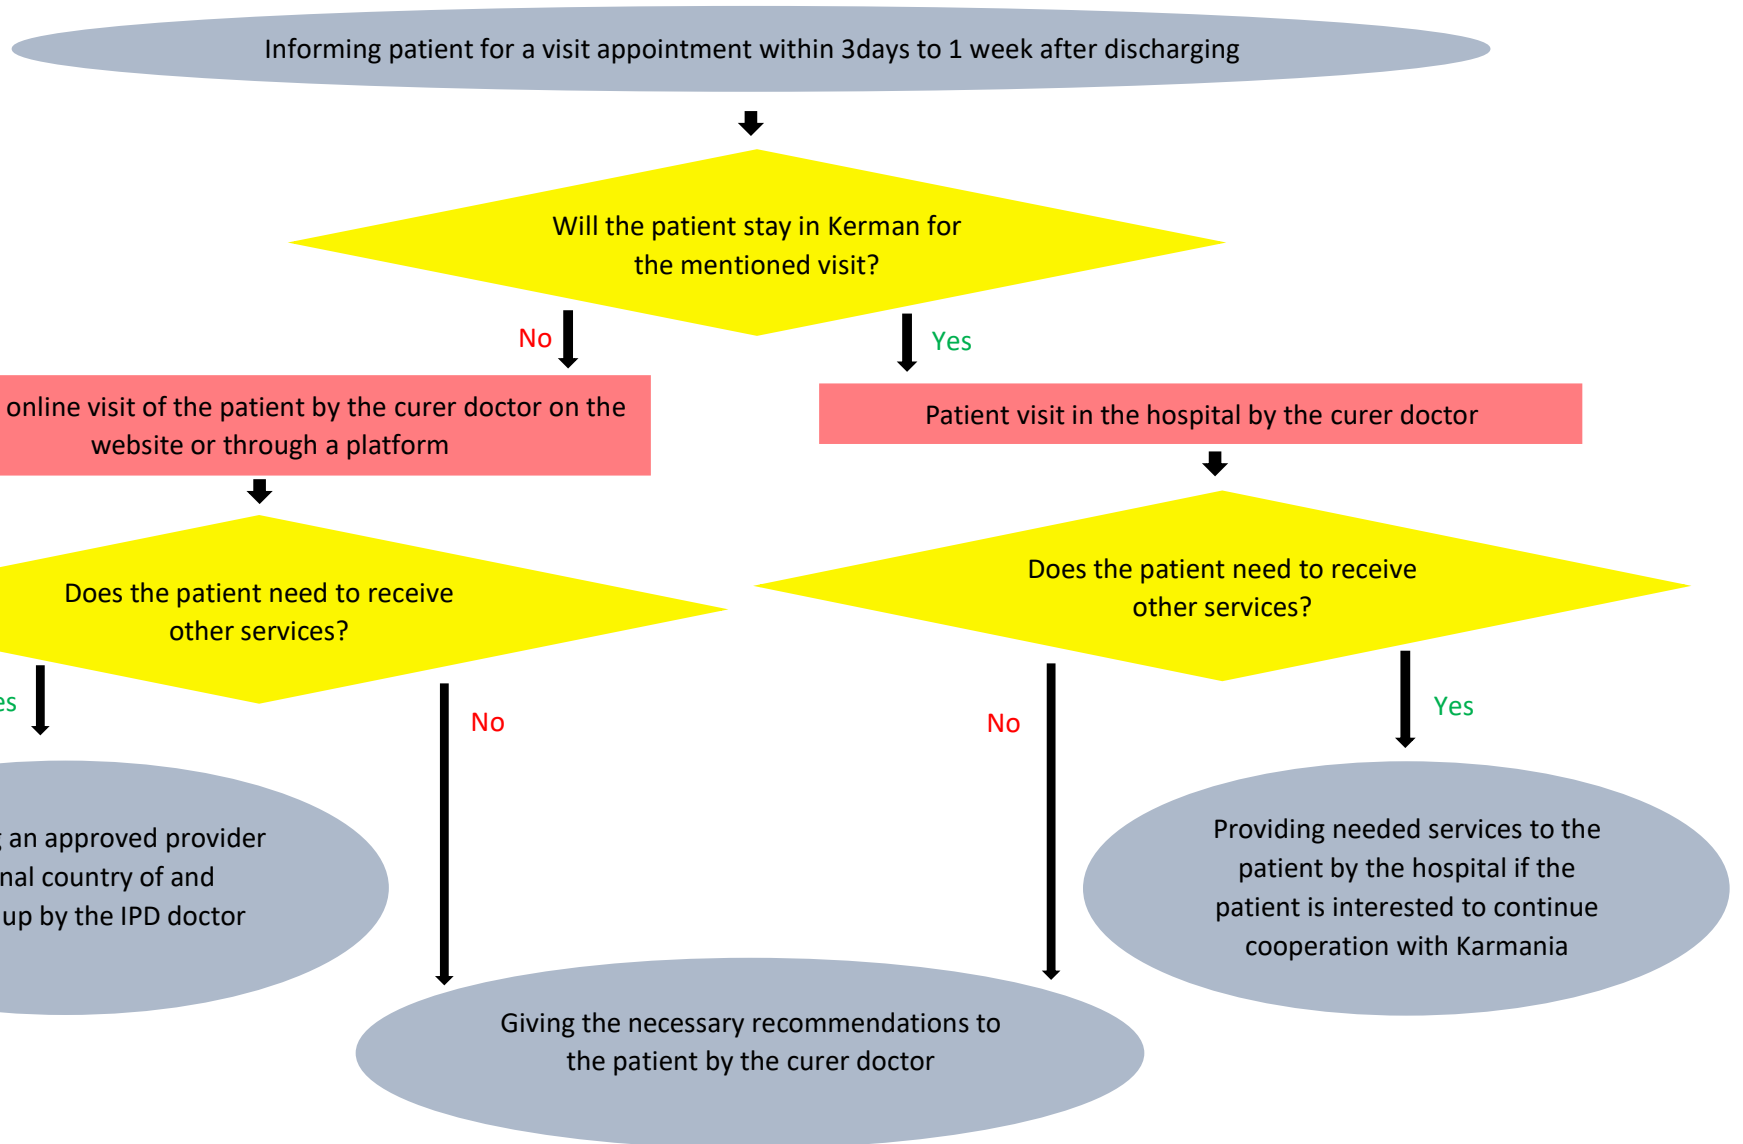 Informing patient for a visit appointment within 3days to 1 week after discharging
Will the patient stay in Kerman for
the mentioned visit?
No
Yes
online visit of the patient by the curer doctor on the
website or through a platform
Patient visit in the hospital by the curer doctor
Does the patient need to receive
other services?
Does the patient need to receive
other services?
No
No
Yes
an approved provider
country of and
up by the IPD doctor
Providing needed services to the
patient by the hospital if the
patient is interested to continue
cooperation with Karmania
Giving the necessary recommendations to
the patient by the curer doctor